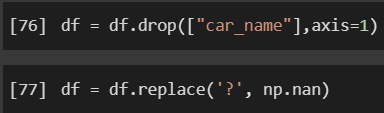 [76] df = df.drop(["car_name"],axis=1)
[77] df = df.replace('?', np.nan)